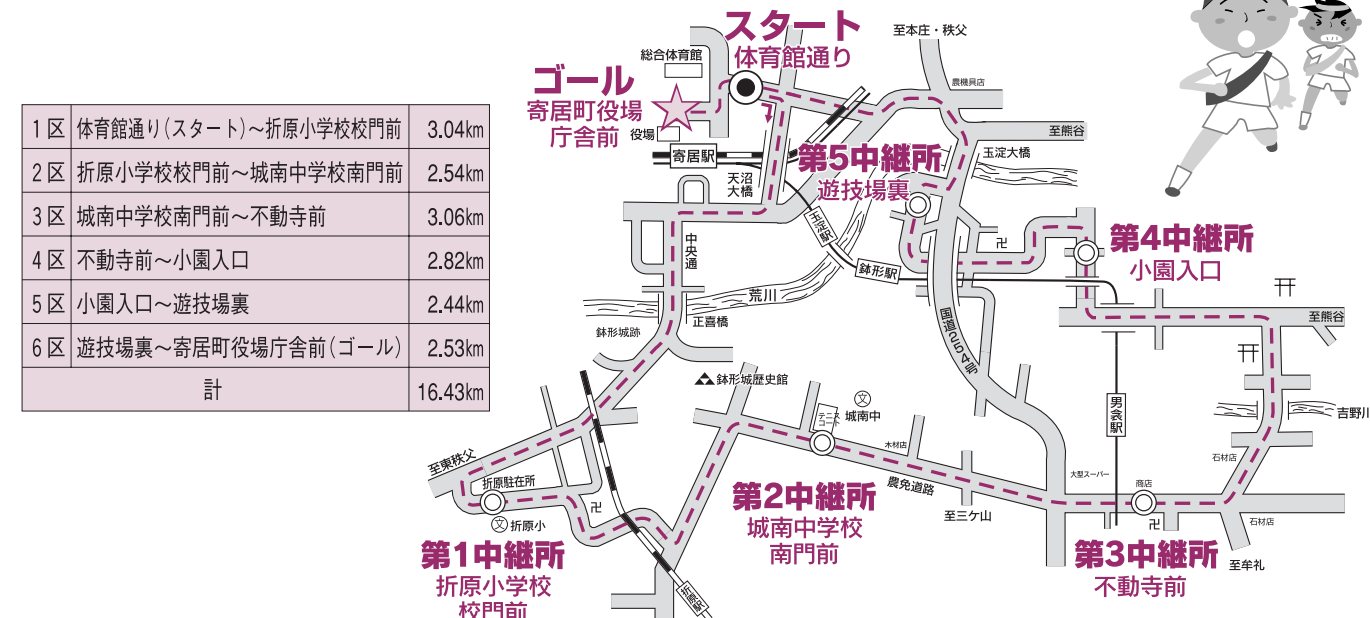 1区 体育館通り(スタート)～折原小学校校門前 3.04km
2区 折原小学校校門前～城南中学校南門前 2.54km
3区 城南中学校南門前～不動寺前 3.06km
4区 不動寺前～小園入口 2.82km
5区 小園入口～遊技場裏 2.44km
6区 遊技場裏～寄居町役場庁舎前(ゴール) 2.53km
計 16.43km
スタート
体育館通り
総合体育館
ゴール
寄居町役場
庁舎前
役場
寄居駅
至本庄・秩父
農機具店
至熊谷
玉淀大橋
第5中継所
遊技場裏
天沼
大橋
玉淀駅
中央通
鉢形駅
第4中継所
小園入口
荒川
正喜橋
鉢形城跡
国道254号
至熊谷
鉢形城歴史館
テニス
コート
城南中
文
木材店
農免道路
男衾駅
吉野川
石材店
大型スーパー
商店
至東秩父
折原駐在所
文
折原小
第1中継所
折原小学校
校門前
折原駅
第2中継所
城南中学校
南門前
至三ケ山
第3中継所
不動寺前
石材店
至牟礼